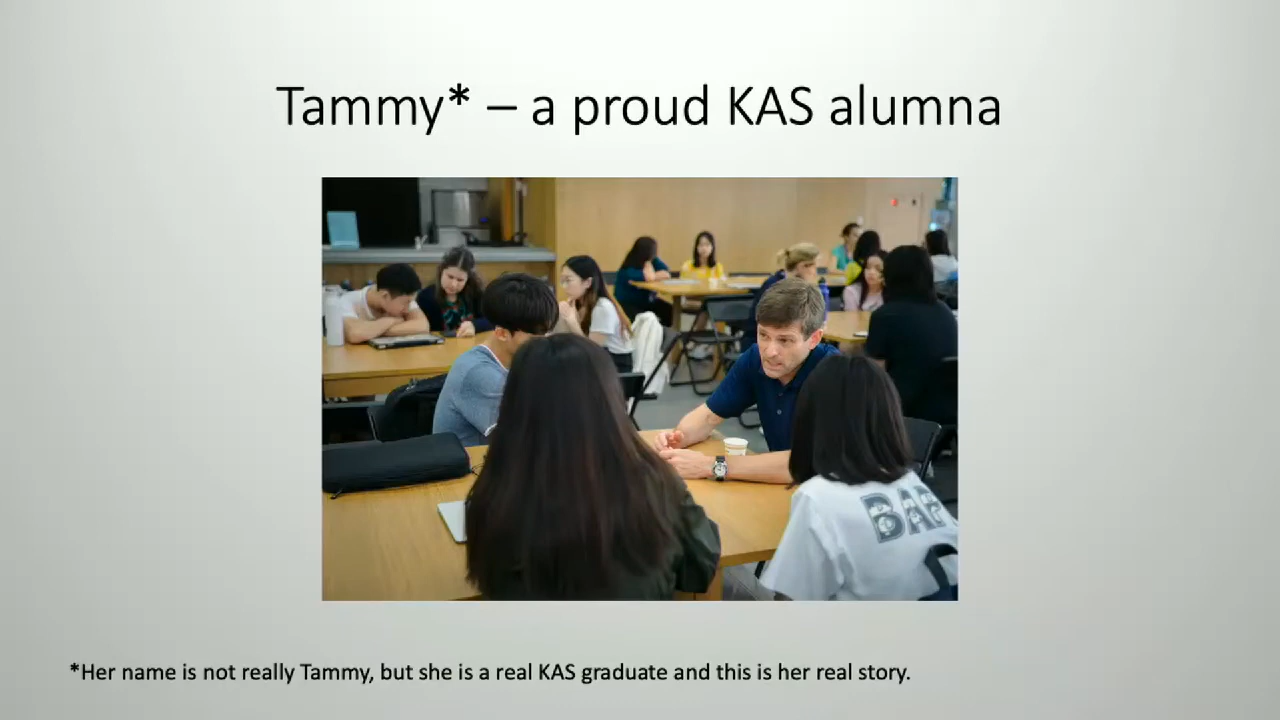 Tammy* – a proud KAS alumna
*Her name is not really Tammy, but she is a real KAS graduate and this is her real story.